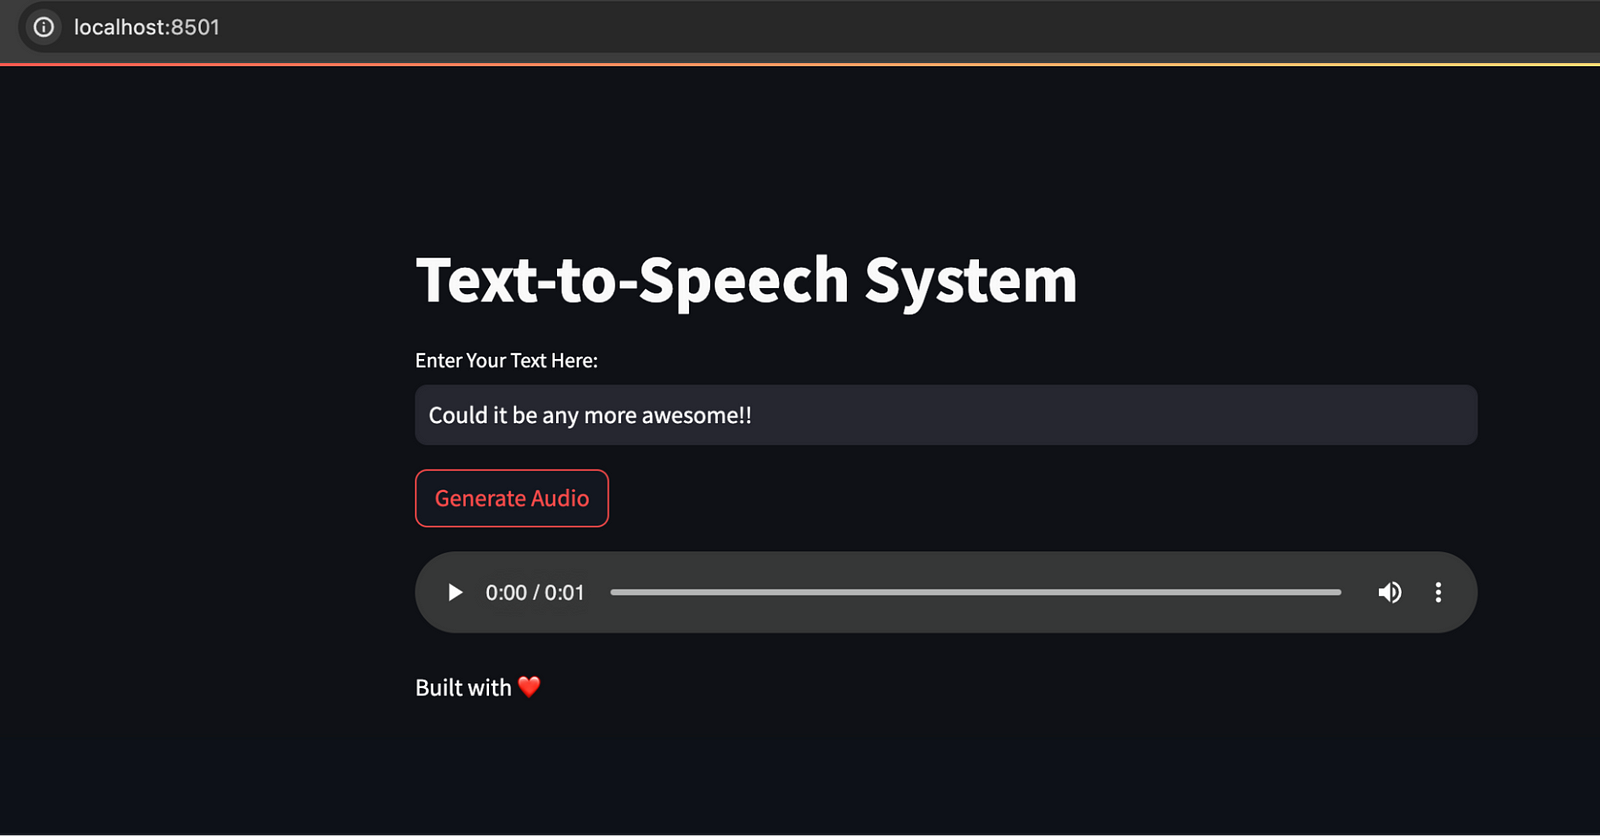 localhost:8501
Text-to-Speech System
Enter Your Text Here:
Could it be any more awesome!!
Generate Audio
0:00 / 0:01
Built with ❤️